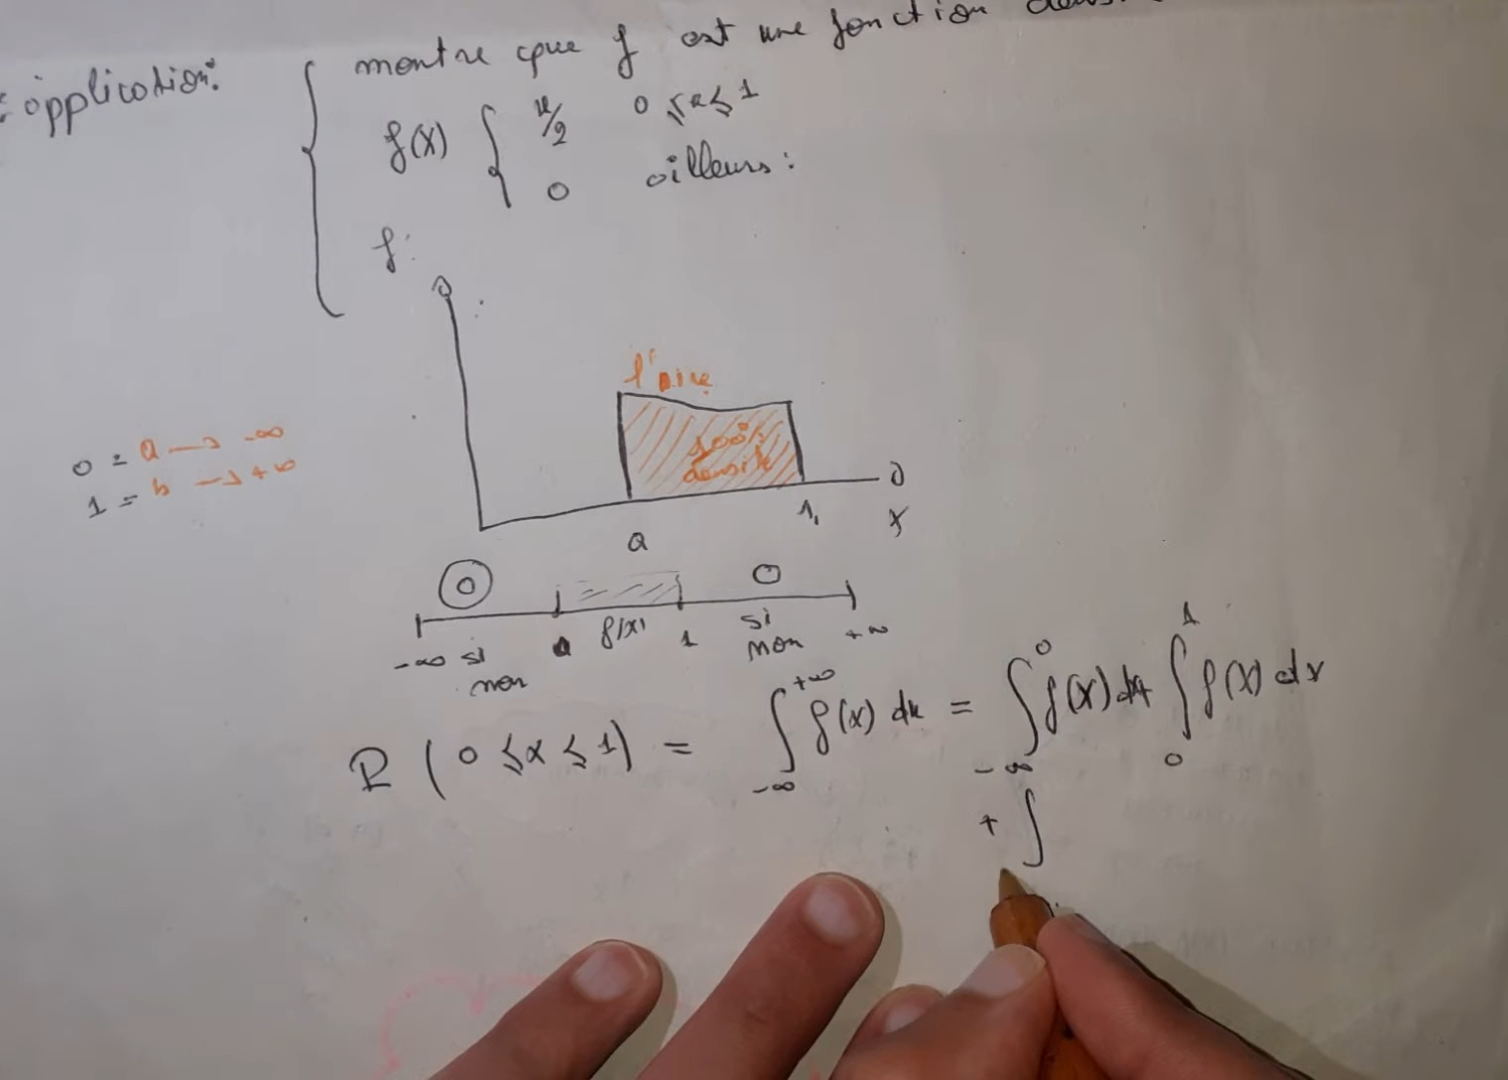 : application: montre que f est une fonction
f(x) { x/2 0 ≤ x ≤ 1
0 ailleurs :
f:
l'aire
100%
densité
0 = a → -∞
1 = b → +∞
a 1 x
0 0
-∞ si non 0 f(x) 1 si non +∞
P ( 0 ≤ x ≤ 1 ) = ∫_{-∞}^{+∞} f(x) dx = ∫_{-∞}^{0} f(x) dx + ∫_{0}^{1} f(x) dx
+ ∫